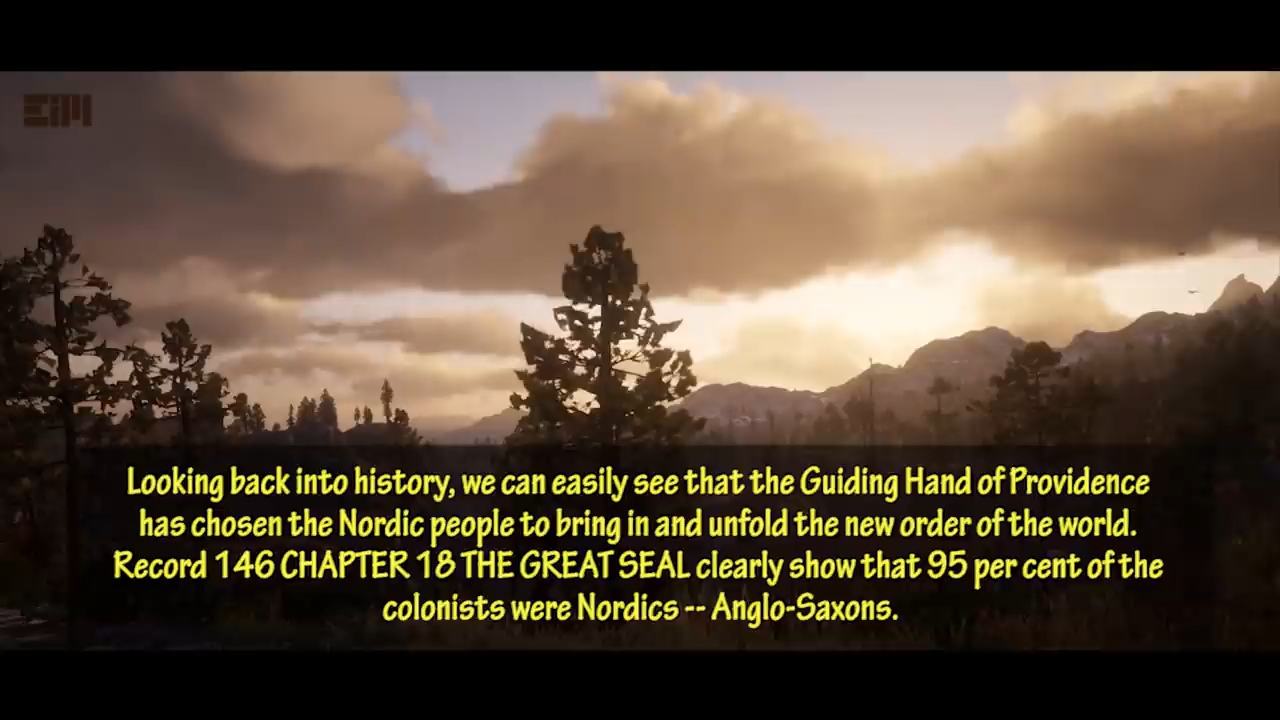 Looking back into history, we can easily see that the Guiding Hand of Providence
has chosen the Nordic people to bring in and unfold the new order of the world.
Record 146 CHAPTER 18 THE GREAT SEAL clearly show that 95 per cent of the
colonists were Nordics -- Anglo-Saxons.